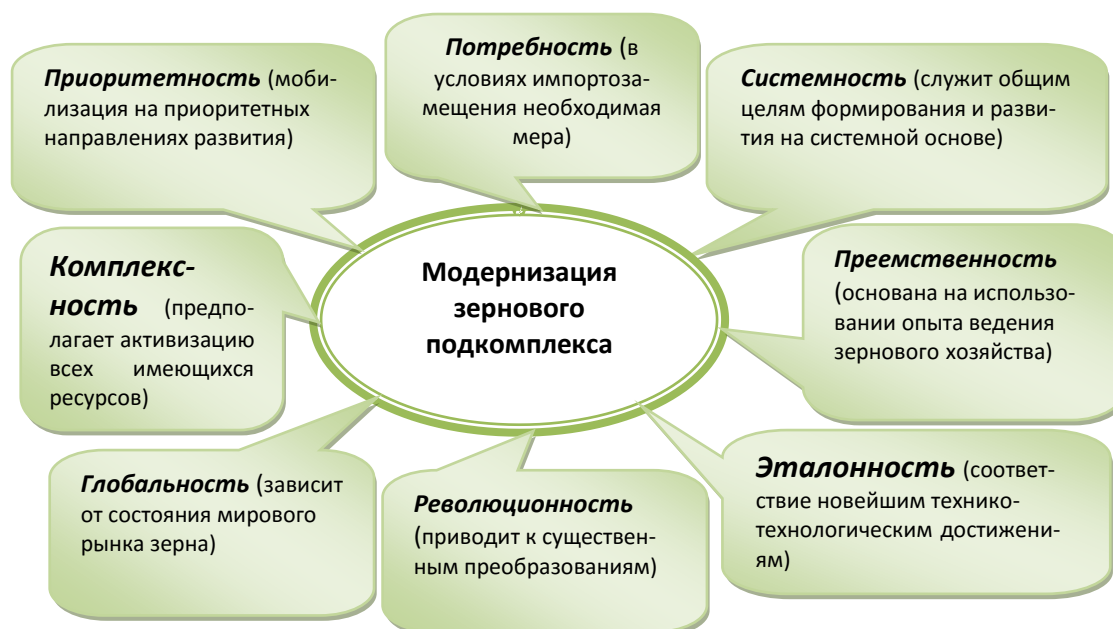 Приоритетность (моби-
лизация на приоритетных
направлениях развития)
Потребность (в
условиях импортоза-
мещения необходимая
мера)
Системность (служит общим
целям формирования и разви-
тия на системной основе)
Комплекс-
ность (предпо-
лагает активизацию
всех имеющихся
ресурсов)
Модернизация
зернового
подкомплекса
Преемственность
(основана на использо-
вании опыта ведения
зернового хозяйства)
Глобальность (зависит
от состояния мирового
рынка зерна)
Революционность
(приводит к существен-
ным преобразованиям)
Эталонность (соответ-
ствие новейшим технико-
технологическим достижени-
ям)